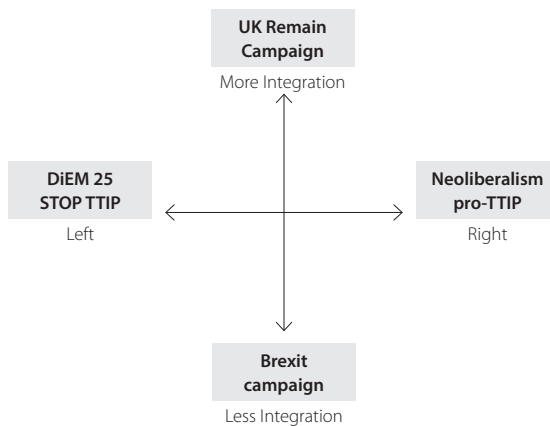 UK Remain
Campaign
More Integration
DiEM 25
STOP TTIP
Left
Neoliberalism
pro-TTIP
Right
Brexit
campaign
Less Integration